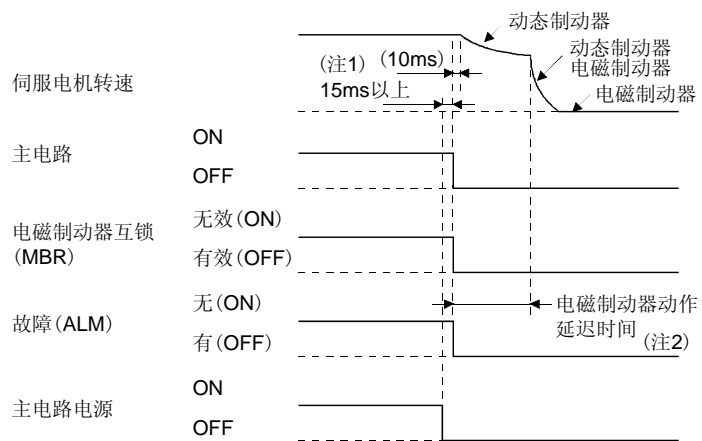 动态制动器
动态制动器
电磁制动器
电磁制动器
(注1) (10ms)
15ms以上
伺服电机转速
主电路
ON
OFF
电磁制动器互锁
(MBR)
无效(ON)
有效(OFF)
故障(ALM)
无(ON)
有(OFF)
电磁制动器动作
延迟时间 (注2)
主电路电源
ON
OFF